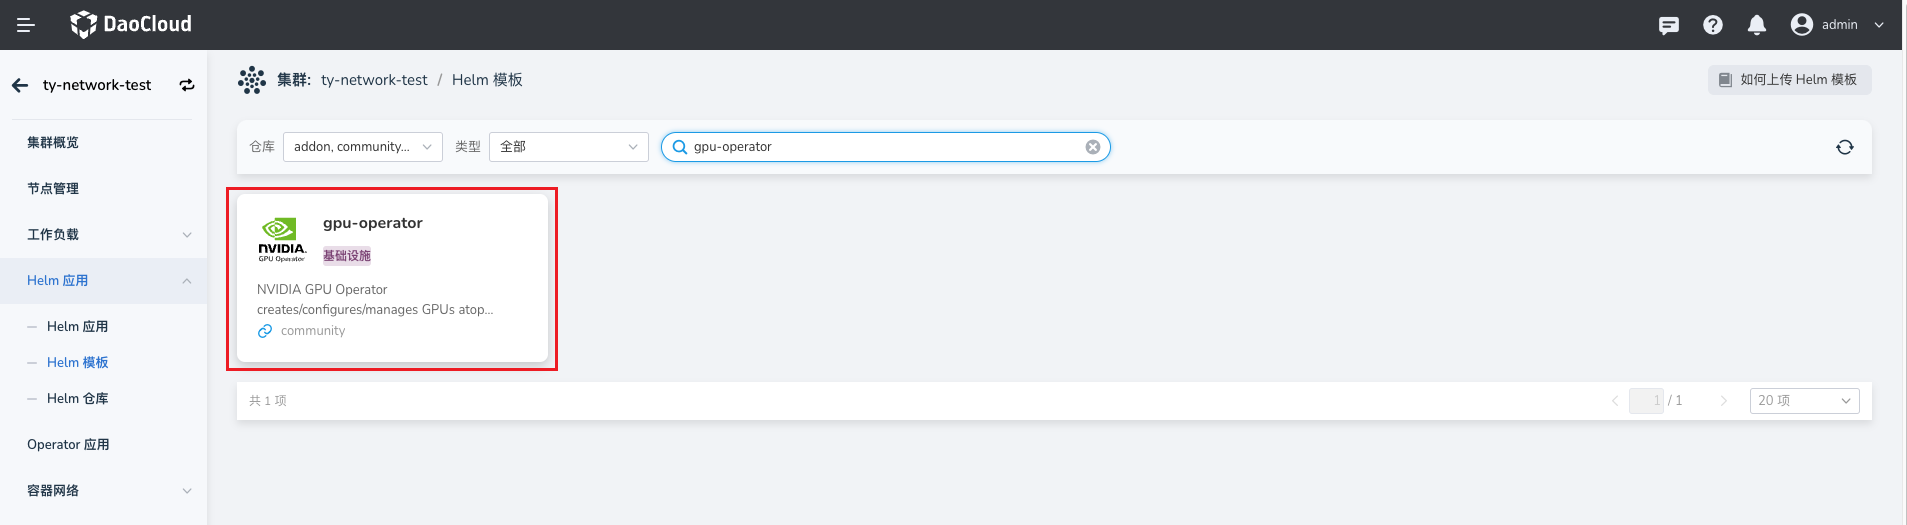 DaoCloud
admin
ty-network-test
集群概览
节点管理
工作负载
Helm 应用
Helm 应用
Helm 模板
Helm 仓库
Operator 应用
容器网络
集群: ty-network-test / Helm 模板
如何上传 Helm 模板
仓库 addon, community... 类型 全部 gpu-operator
gpu-operator
NVIDIA.
GPU Operator
基础设施
NVIDIA GPU Operator
creates/configures/manages GPUs atop...
community
共 1 项
1 / 1
20 项